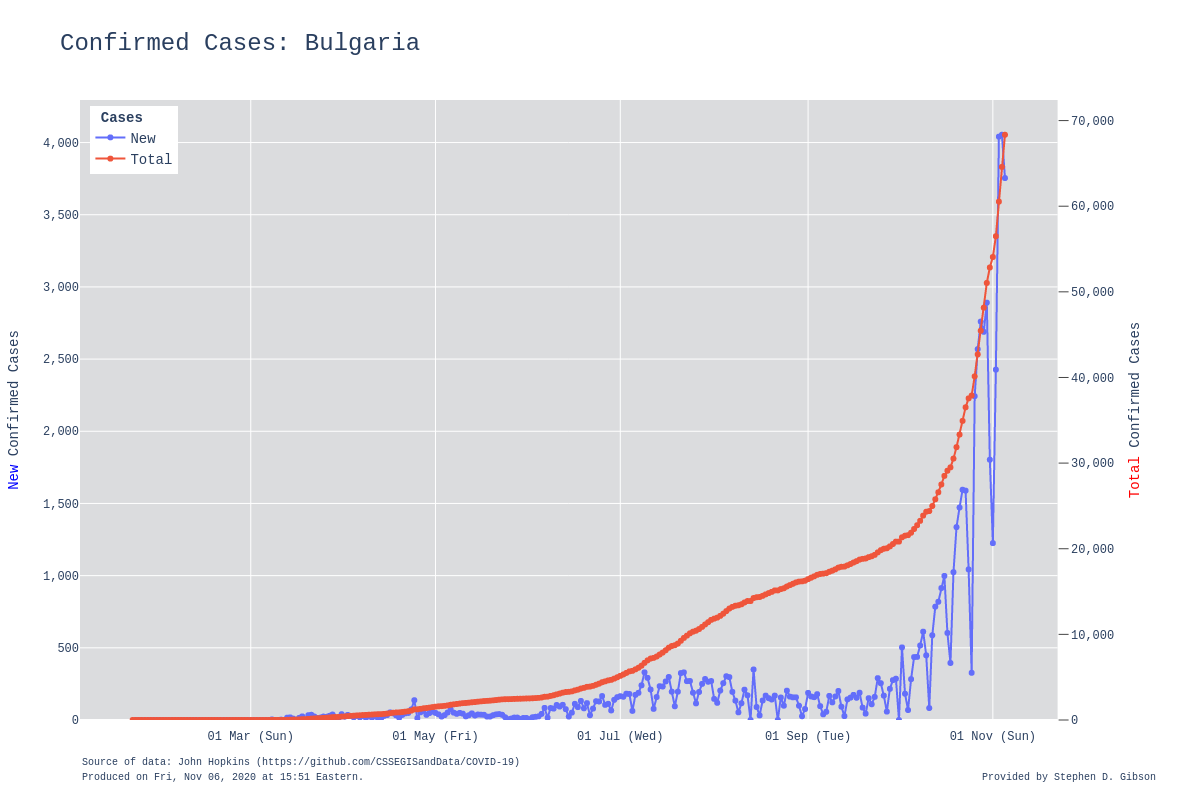 Confirmed Cases: Bulgaria
Cases
New
Total
4,000
3,500
3,000
2,500
2,000
1,500
1,000
500
0
New Confirmed Cases
70,000
60,000
50,000
40,000
30,000
20,000
10,000
0
Total Confirmed Cases
01 Mar (Sun)
01 May (Fri)
01 Jul (Wed)
01 Sep (Tue)
01 Nov (Sun)
Source of data: John Hopkins (https://github.com/CSSEGISandData/COVID-19)
Produced on Fri, Nov 06, 2020 at 15:51 Eastern.
Provided by Stephen D. Gibson